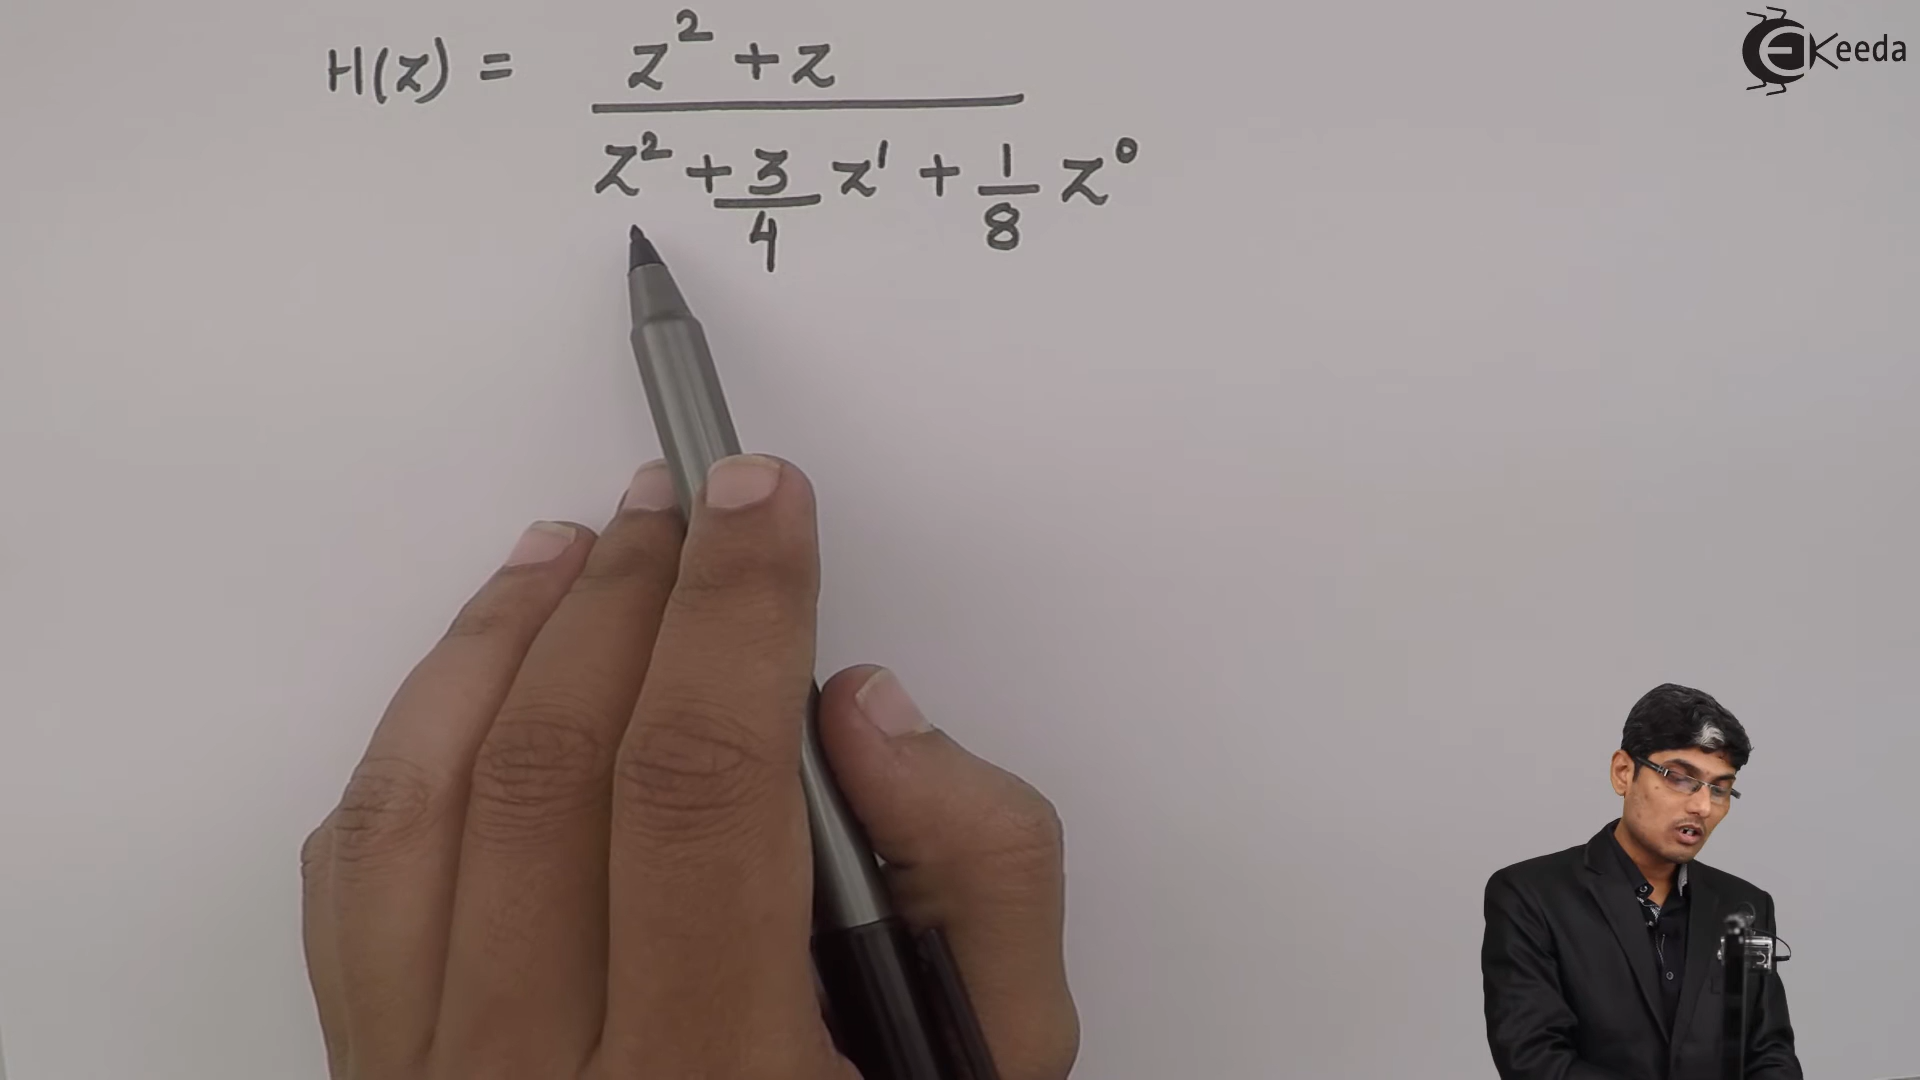 H(z) = z² + z
z² + 3/4 z¹ + 1/8 z⁰
Keeda